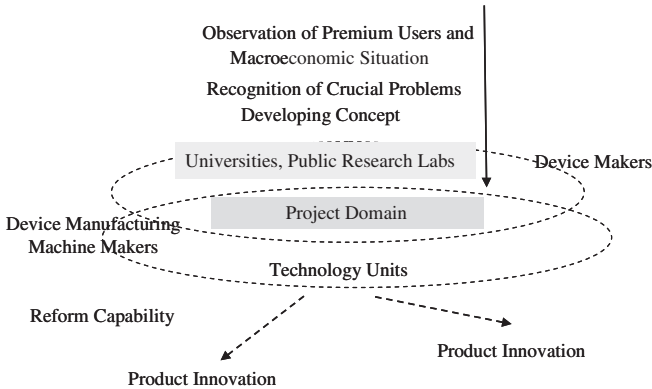 Observation of Premium Users and
Macroeconomic Situation
Recognition of Crucial Problems
Developing Concept
Universities, Public Research Labs
Device Makers
Project Domain
Device Manufacturing
Machine Makers
Technology Units
Reform Capability
Product Innovation
Product Innovation